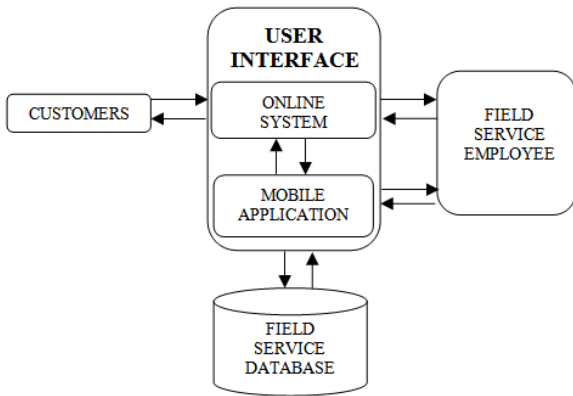 USER
INTERFACE
CUSTOMERS
ONLINE
SYSTEM
MOBILE
APPLICATION
FIELD
SERVICE
EMPLOYEE
FIELD
SERVICE
DATABASE